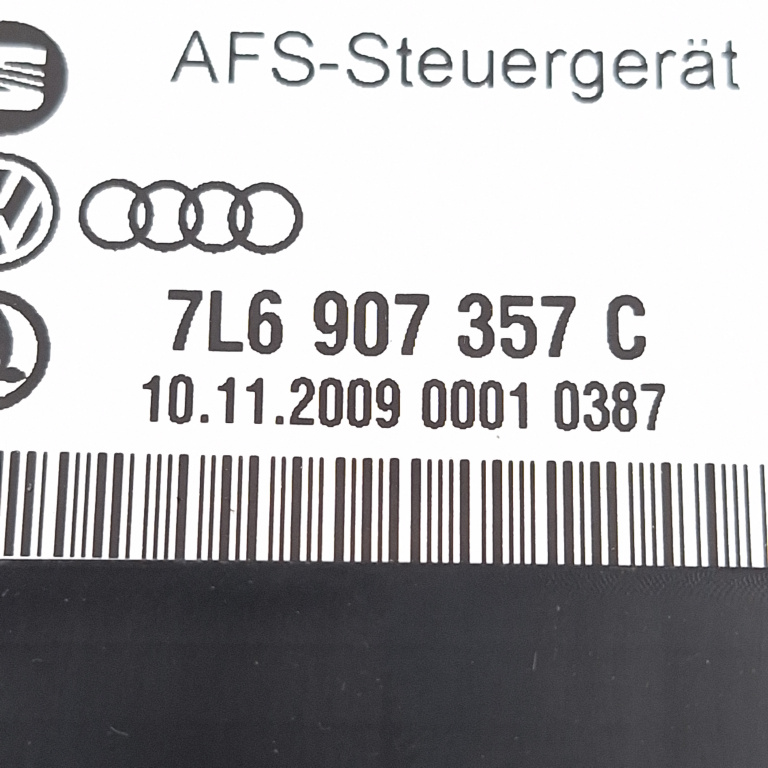 AFS-Steuergerät
7L6 907 357 C
10.11.2009 0001 0387